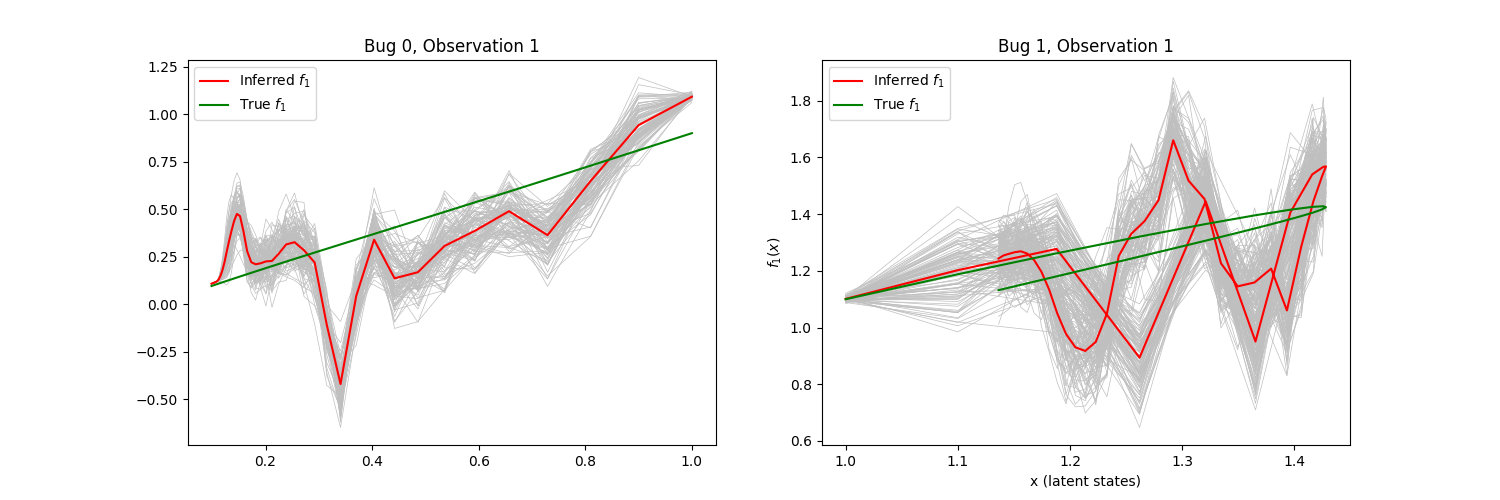 Bug 0, Observation 1
Inferred f₁
True f₁
1.25
1.00
0.75
0.50
0.25
0.00
−0.25
−0.50
0.2 0.4 0.6 0.8 1.0
Bug 1, Observation 1
Inferred f₁
True f₁
f₁(x)
1.8
1.6
1.4
1.2
1.0
0.8
0.6
1.0 1.1 1.2 1.3 1.4
x (latent states)